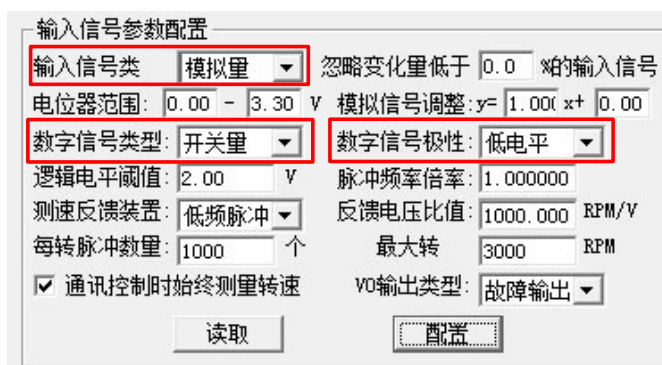 输入信号参数配置
输入信号类 模拟量 忽略变化量低于 0.0 %的输入信号
电位器范围: 0.00 - 3.30 V 模拟信号调整:y= 1.00( x+ 0.00
数字信号类型: 开关量 数字信号极性: 低电平
逻辑电平阈值: 2.00 V 脉冲频率倍率: 1.000000
测速反馈装置: 低频脉冲 反馈电压比值: 1000.000 RPM/V
每转脉冲数量: 1000 个 最大转 3000 RPM
通讯控制时始终测量转速 VO输出类型: 故障输出
读取 配置